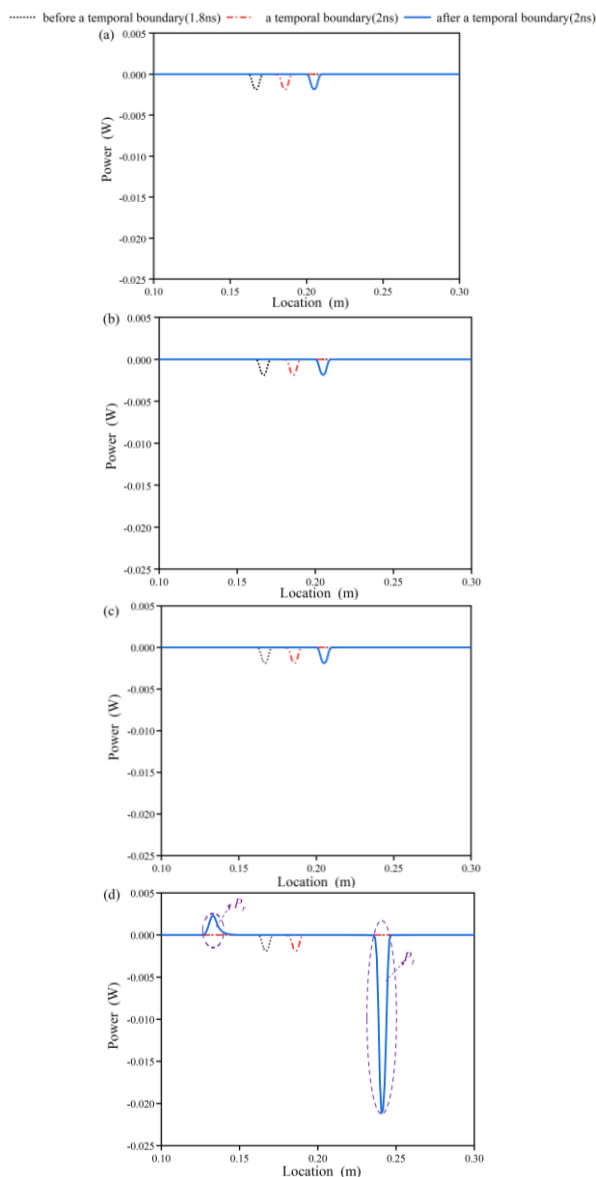 before a temporal boundary(1.8ns) a temporal boundary(2ns) after a temporal boundary(2ns)
(a)
0.005
0.000
-0.005
-0.010
-0.015
-0.020
-0.025
Power (W)
0.10 0.15 0.20 0.25 0.30
Location (m)
(b)
0.005
0.000
-0.005
-0.010
-0.015
-0.020
-0.025
Power (W)
0.10 0.15 0.20 0.25 0.30
Location (m)
(c)
0.005
0.000
-0.005
-0.010
-0.015
-0.020
-0.025
Power (W)
0.10 0.15 0.20 0.25 0.30
Location (m)
(d)
0.005
0.000
-0.005
-0.010
-0.015
-0.020
-0.025
Power (W)
P_r
P_t
0.10 0.15 0.20 0.25 0.30
Location (m)